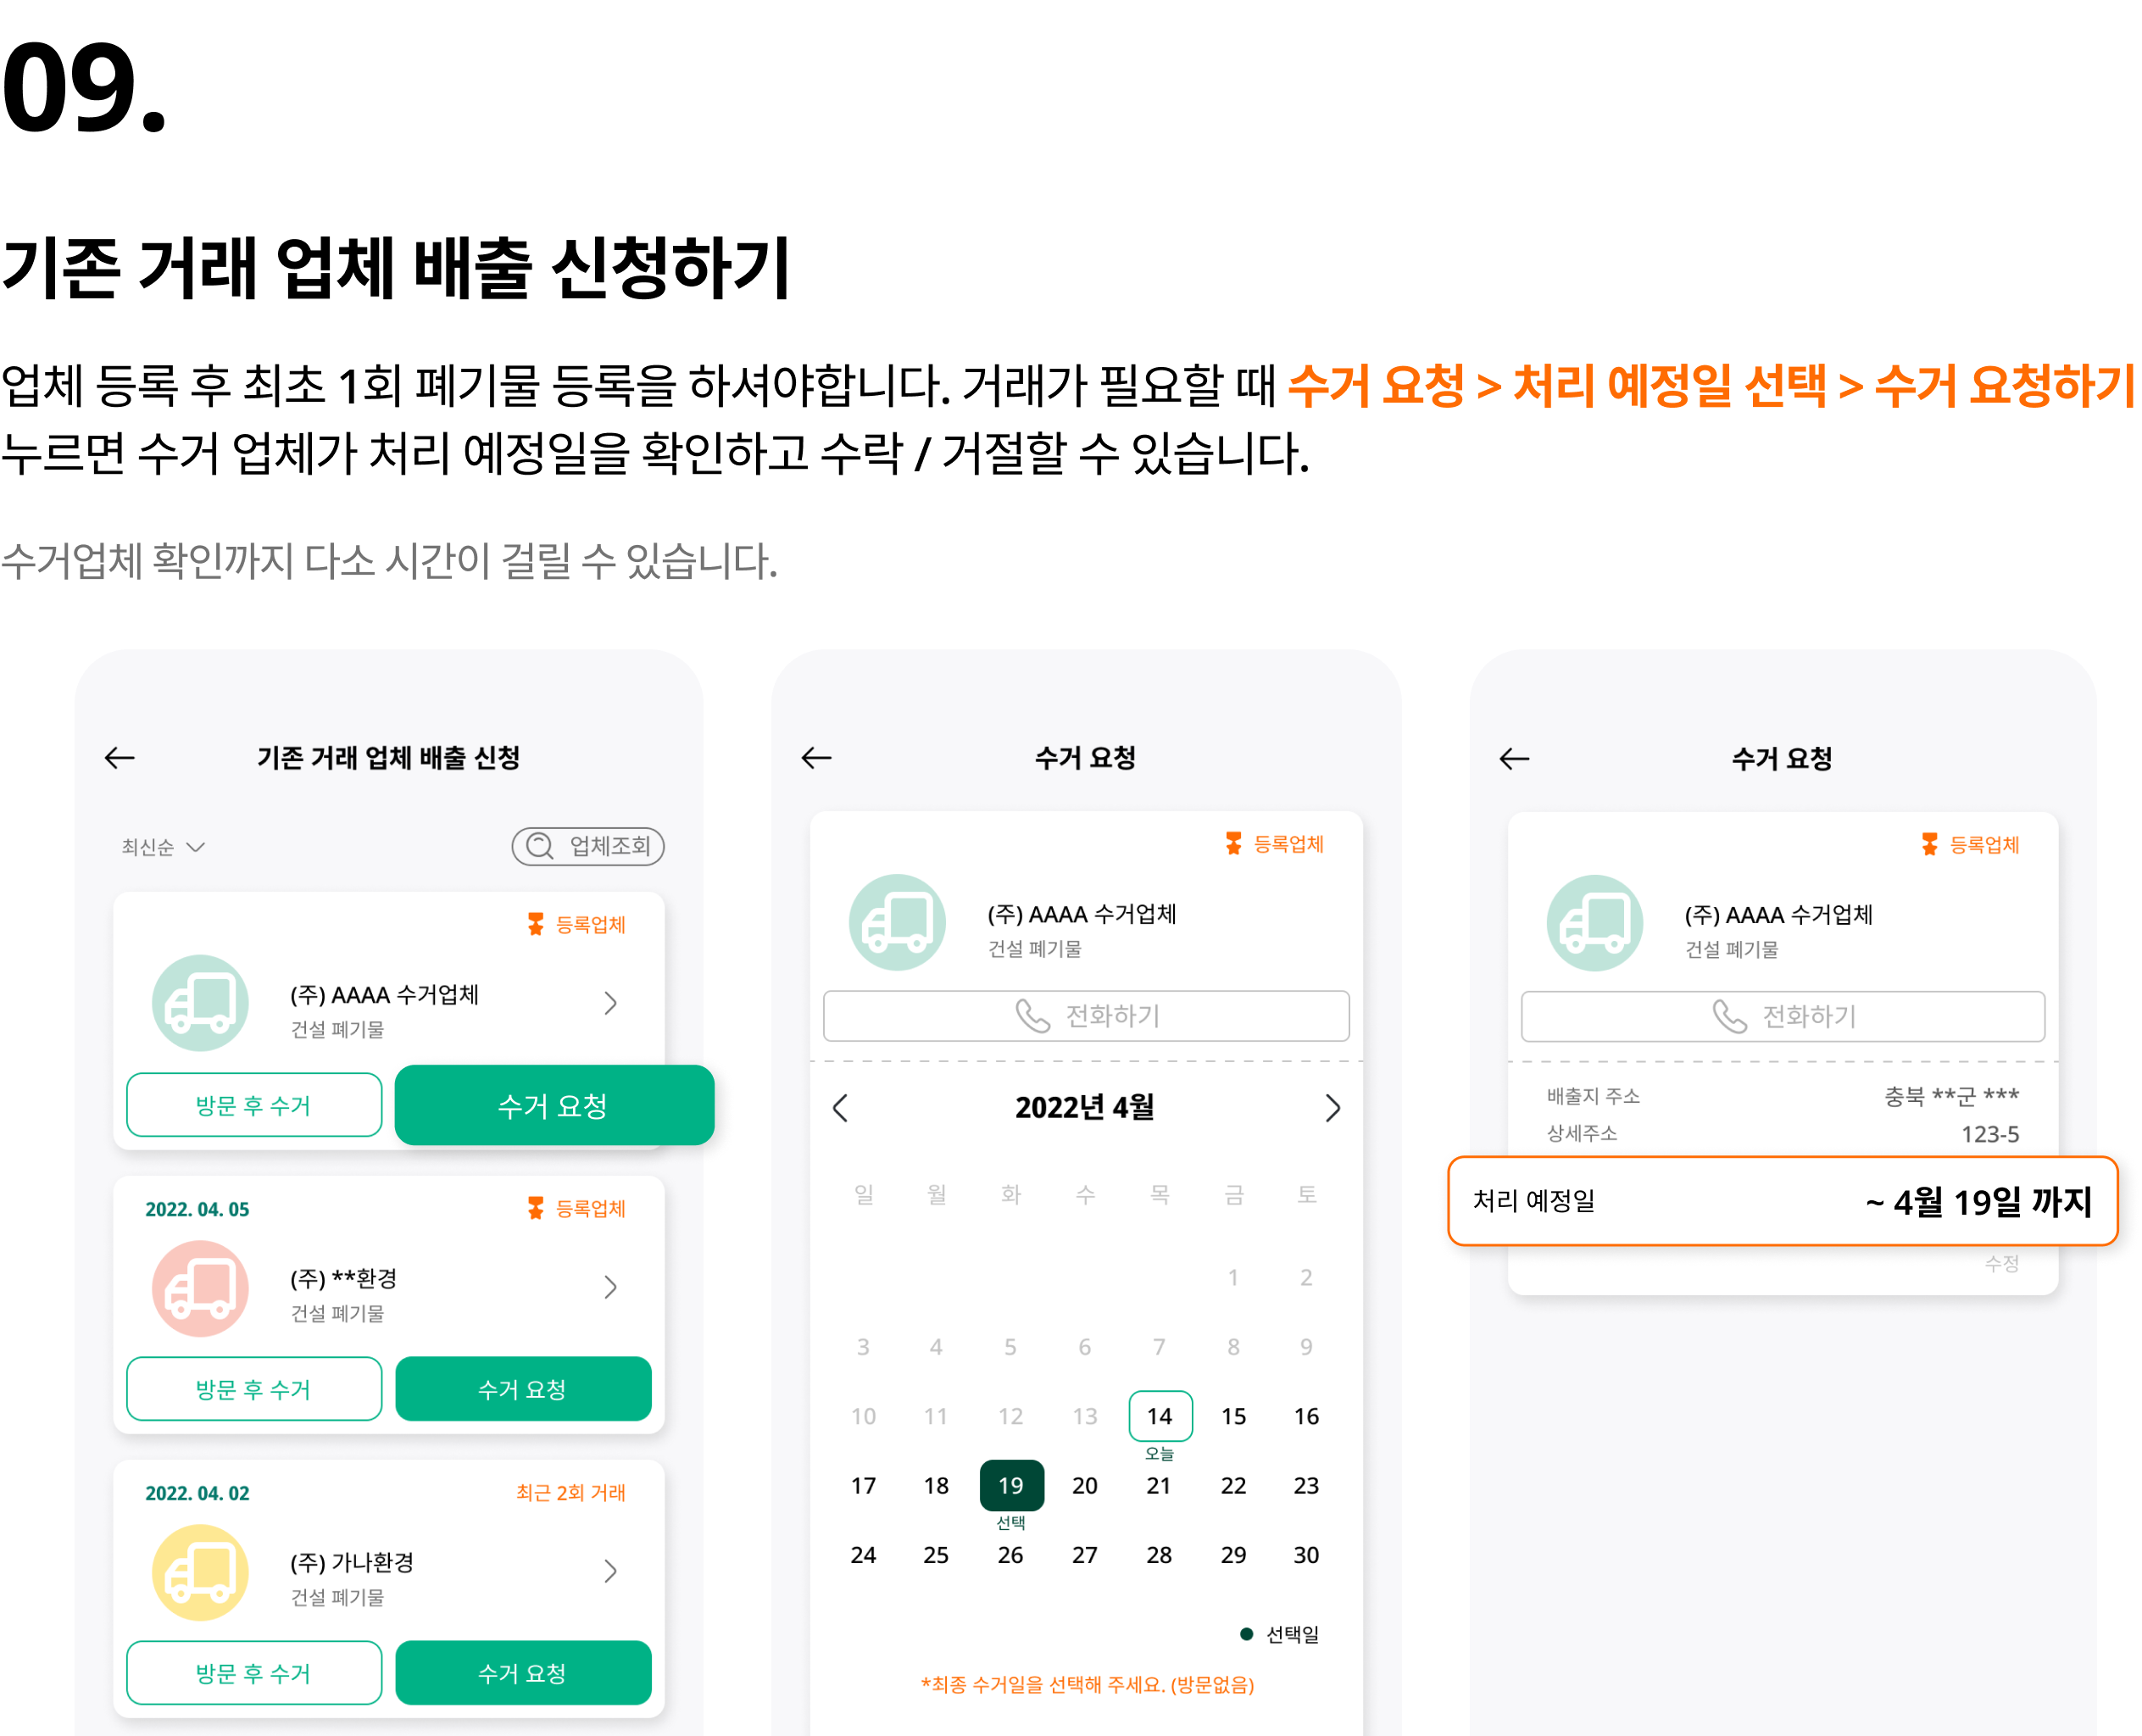 09.
기존 거래 업체 배출 신청하기
업체 등록 후 최초 1회 폐기물 등록을 하셔야합니다. 거래가 필요할 때 수거 요청 > 처리 예정일 선택 > 수거 요청하기
누르면 수거 업체가 처리 예정일을 확인하고 수락 / 거절할 수 있습니다.
수거업체 확인까지 다소 시간이 걸릴 수 있습니다.
기존 거래 업체 배출 신청
최신순
업체조회
등록업체
(주) AAAA 수거업체
건설 폐기물
방문 후 수거
수거 요청
2022. 04. 05
등록업체
(주) **환경
건설 폐기물
방문 후 수거
수거 요청
2022. 04. 02
최근 2회 거래
(주) 가나환경
건설 폐기물
방문 후 수거
수거 요청
수거 요청
등록업체
(주) AAAA 수거업체
건설 폐기물
전화하기
2022년 4월
일 월 화 수 목 금 토
1 2
3 4 5 6 7 8 9
10 11 12 13 14 15 16
오늘
17 18 19 20 21 22 23
선택
24 25 26 27 28 29 30
선택일
*최종 수거일을 선택해 주세요. (방문없음)
수거 요청
등록업체
(주) AAAA 수거업체
건설 폐기물
전화하기
배출지 주소 충북 **군 ***
상세주소 123-5
처리 예정일 ~ 4월 19일 까지
수정